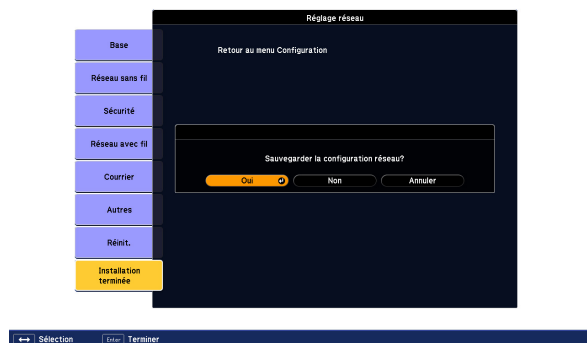 Réglage réseau
Base
Retour au menu Configuration
Réseau sans fil
Sécurité
Réseau avec fil
Sauvegarder la configuration réseau?
Oui Non Annuler
Courrier
Autres
Réinit.
Installation
terminée
Sélection Enter Terminer